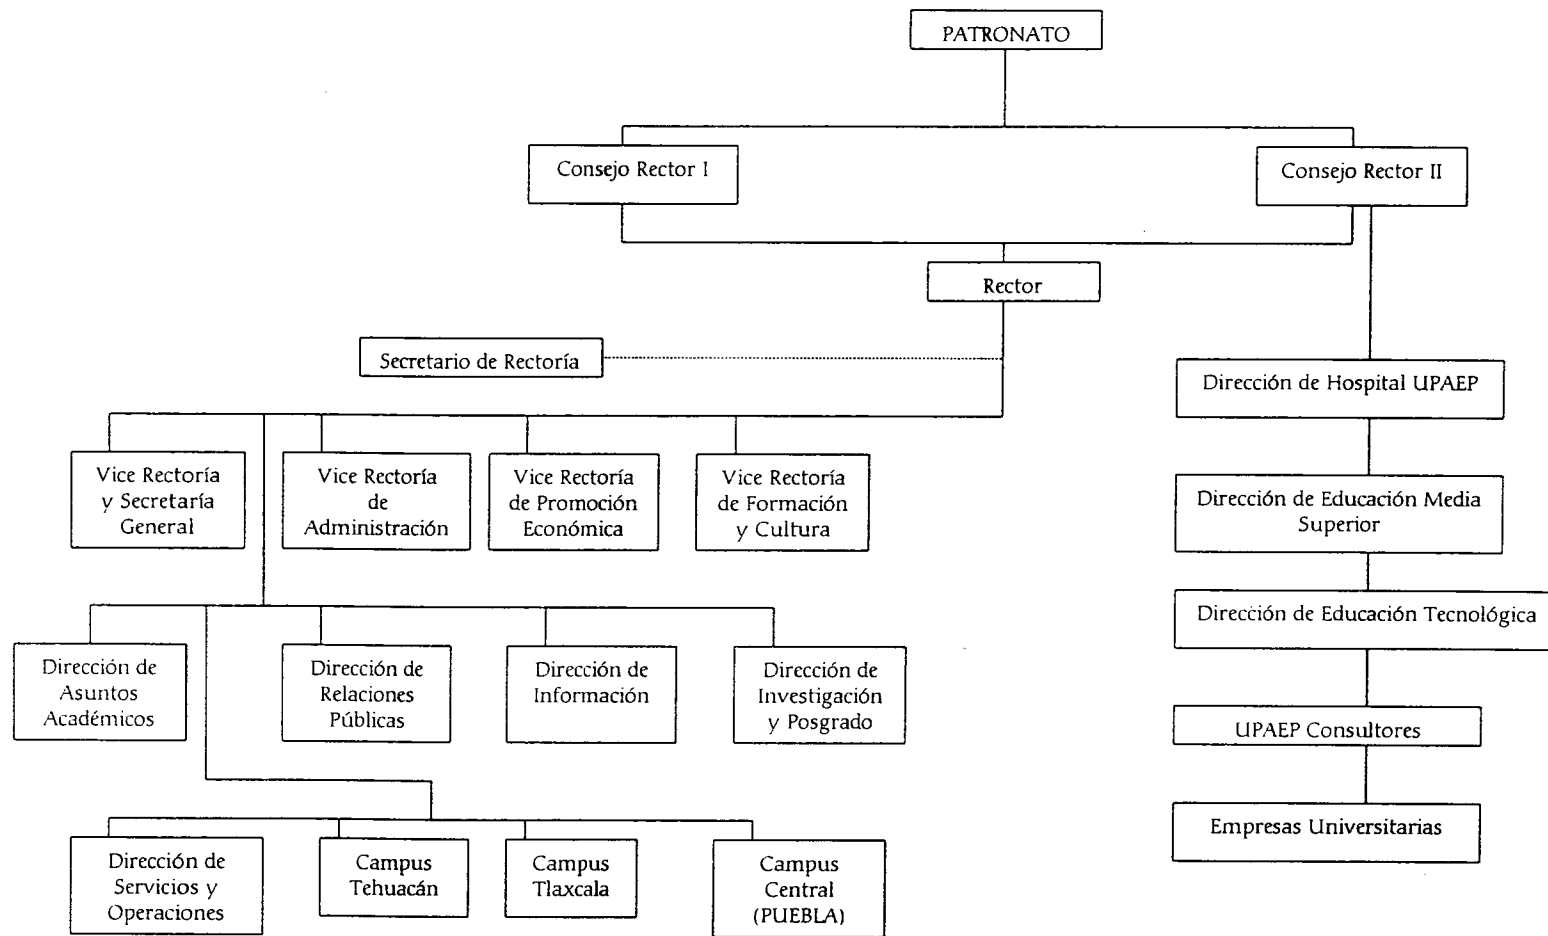 PATRONATO
Consejo Rector I
Consejo Rector II
Rector
Secretario de Rectoría
Dirección de Hospital UPAEP
Vice Rectoría
y Secretaría
General
Vice Rectoría
de
Administración
Vice Rectoría
de Promoción
Económica
Vice Rectoría
de Formación
y Cultura
Dirección de Educación Media
Superior
Dirección de Educación Tecnológica
Dirección de
Asuntos
Académicos
Dirección de
Relaciones
Públicas
Dirección de
Información
Dirección de
Investigación
y Posgrado
UPAEP Consultores
Empresas Universitarias
Dirección de
Servicios y
Operaciones
Campus
Tehuacán
Campus
Tlaxcala
Campus
Central
(PUEBLA)